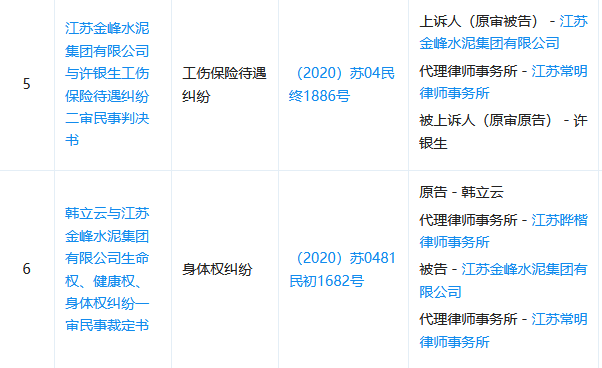 5
江苏金峰水泥
集团有限公司
与许银生工伤
保险待遇纠纷
二审民事判决
书
工伤保险待遇
纠纷
（2020）苏04民
终1886号
上诉人（原审被告） - 江苏
金峰水泥集团有限公司
代理律师事务所 - 江苏常明
律师事务所
被上诉人（原审原告） - 许
银生
6
韩立云与江苏
金峰水泥集团
有限公司生命
权、健康权、
身体权纠纷一
审民事裁定书
身体权纠纷
（2020）苏0481
民初1682号
原告 - 韩立云
代理律师事务所 - 江苏晔楷
律师事务所
被告 - 江苏金峰水泥集团有
限公司
代理律师事务所 - 江苏常明
律师事务所